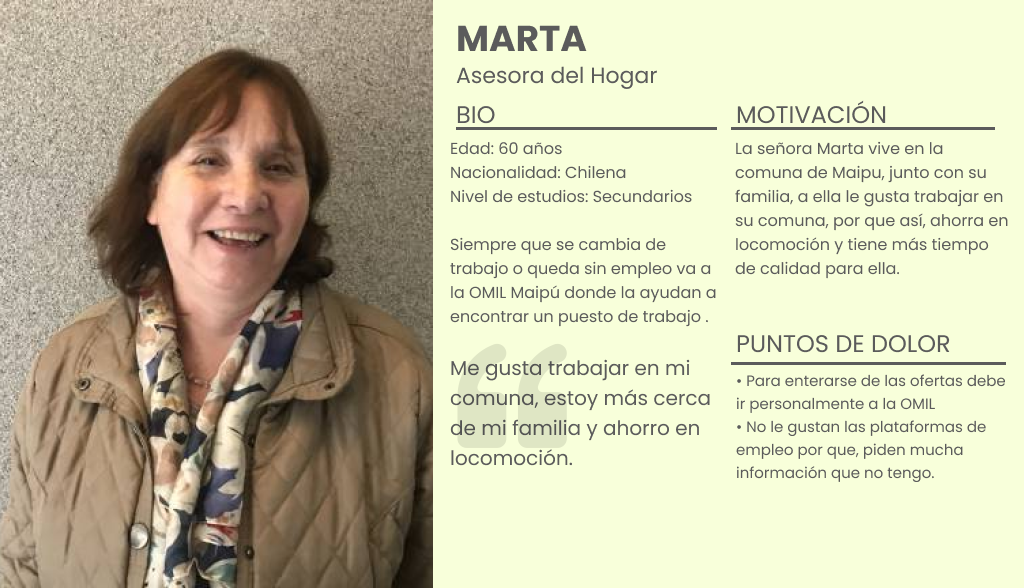 MARTA
Asesora del Hogar
BIO
Edad: 60 años
Nacionalidad: Chilena
Nivel de estudios: Secundarios
Siempre que se cambia de
trabajo o queda sin empleo va a
la OMIL Maipú donde la ayudan a
encontrar un puesto de trabajo .
“
Me gusta trabajar en mi
comuna, estoy más cerca
de mi familia y ahorro en
locomoción.
MOTIVACIÓN
La señora Marta vive en la
comuna de Maipu, junto con su
familia, a ella le gusta trabajar en
su comuna, por que así, ahorra en
locomoción y tiene más tiempo
de calidad para ella.
PUNTOS DE DOLOR
• Para enterarse de las ofertas debe
ir personalmente a la OMIL
• No le gustan las plataformas de
empleo por que, piden mucha
información que no tengo.